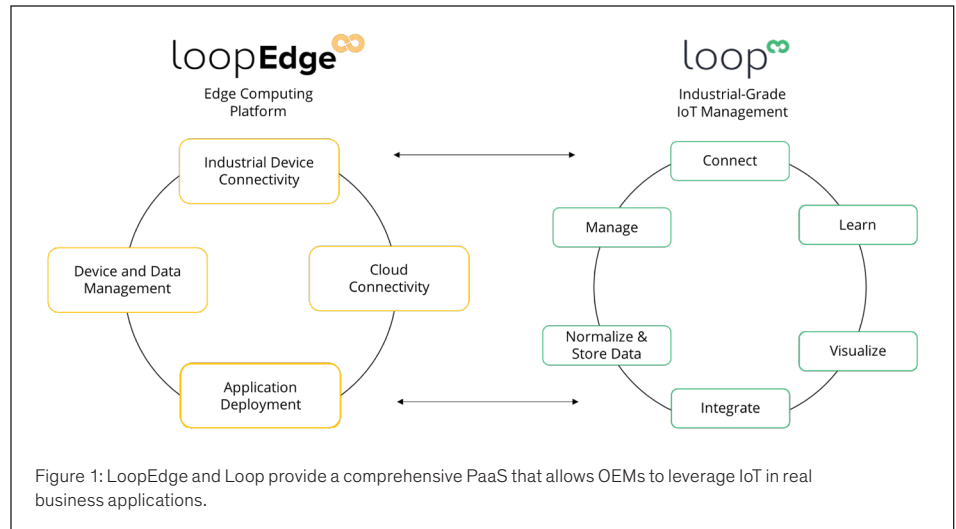 loopEdge
Edge Computing
Platform
Industrial Device
Connectivity
Device and Data
Management
Cloud
Connectivity
Application
Deployment
loop
Industrial-Grade
IoT Management
Connect
Manage
Learn
Normalize &
Store Data
Visualize
Integrate
Figure 1: LoopEdge and Loop provide a comprehensive PaaS that allows OEMs to leverage IoT in real
business applications.